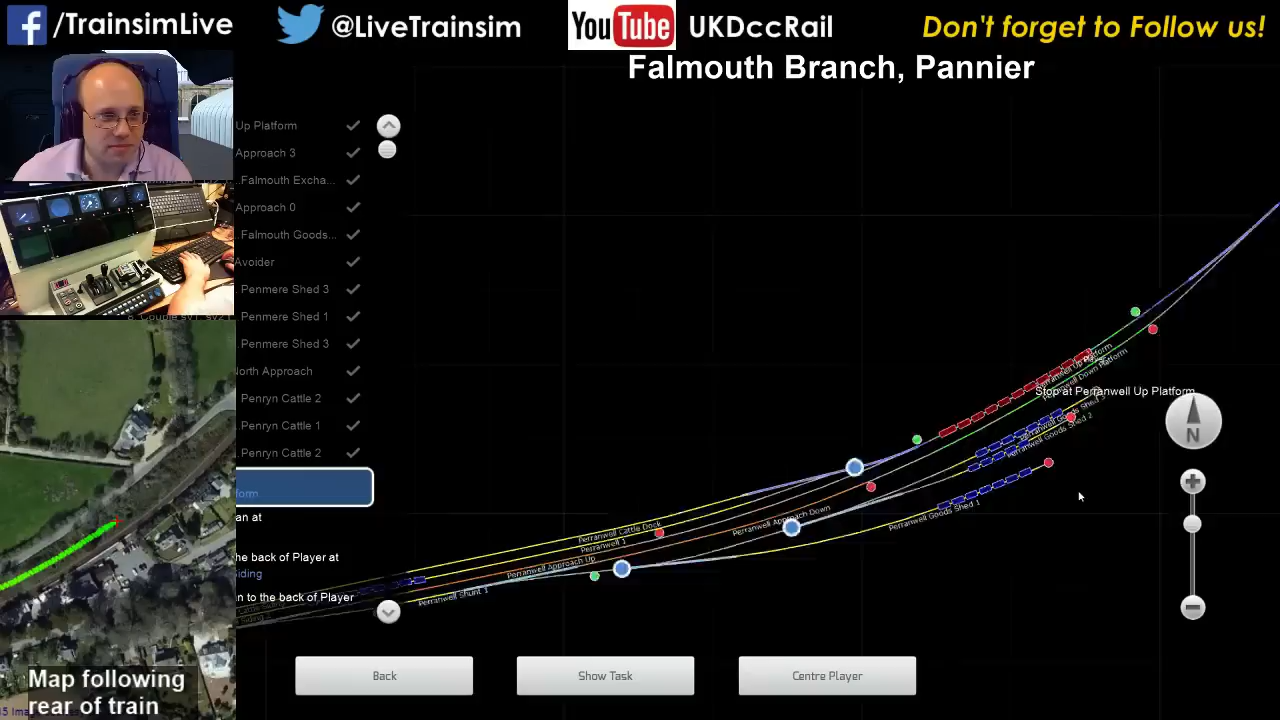 /TrainsimLive
@LiveTrainsim
YouTube
UKDccRail
Don't forget to Follow us!
Falmouth Branch, Pannier
Up Platform
Approach 3
..Falmouth Excha...
Approach 0
.Falmouth Goods...
Avoider
Penmere Shed 3
Penmere Shed 1
Penmere Shed 3
North Approach
Penryn Cattle 2
Penryn Cattle 1
Penryn Cattle 2
form
an at
he back of Player at
iding
n to the back of Player
Perranwell Up Platform
Perranwell Down Platform
Stop at Perranwell Up Platform
Perranwell Goods Shed 2
Perranwell Goods Shed 1
Perranwell Approach Down
Perranwell Cattle Dock
Perranwell 1
Perranwell Approach Up
Perranwell Shunt 1
N
Back
Show Task
Centre Player
Map following
rear of train